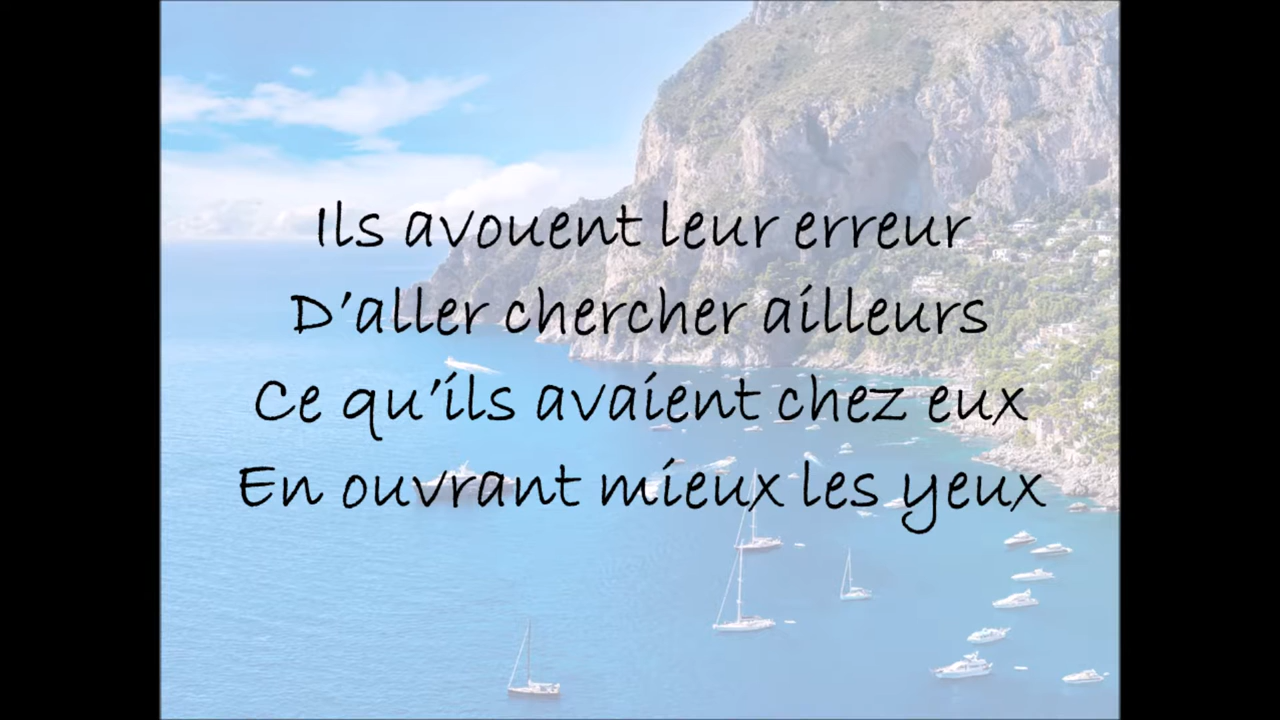 Ils avouent leur erreur
D'aller chercher ailleurs
Ce qu'ils avaient chez eux
En ouvrant mieux les yeux